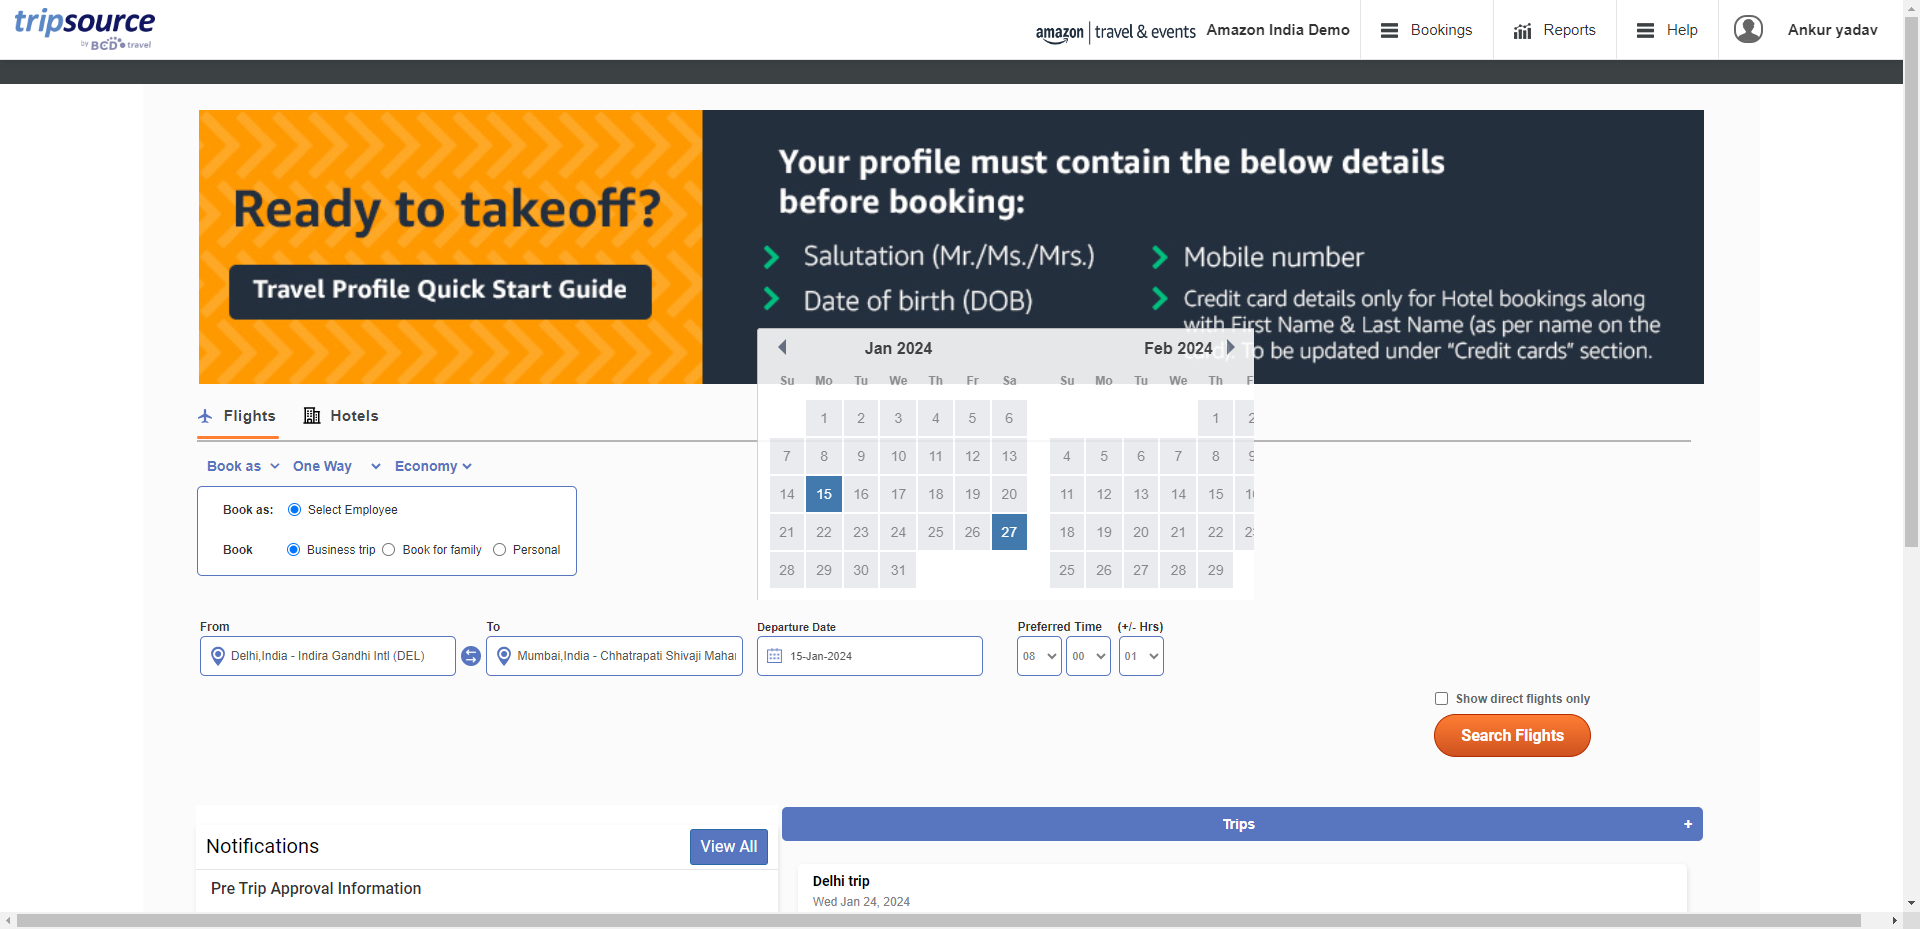 tripsource
by BCD travel
amazon | travel & events Amazon India Demo
Bookings
Reports
Help
Ankur yadav
Ready to takeoff?
Travel Profile Quick Start Guide
Your profile must contain the below details
before booking:
Salutation (Mr./Ms./Mrs.)
Date of birth (DOB)
Mobile number
Credit card details only for Hotel bookings along
with First Name & Last Name (as per name on the
card). To be updated under “Credit cards” section.
Jan 2024
Su Mo Tu We Th Fr Sa
1 2 3 4 5 6
7 8 9 10 11 12 13
14 15 16 17 18 19 20
21 22 23 24 25 26 27
28 29 30 31
Feb 2024
Su Mo Tu We Th F
1 2
4 5 6 7 8 9
11 12 13 14 15
18 19 20 21 22
25 26 27 28 29
Flights
Hotels
Book as
One Way
Economy
Book as: Select Employee
Book Business trip Book for family Personal
From
Delhi,India - Indira Gandhi Intl (DEL)
To
Mumbai,India - Chhatrapati Shivaji Mahar
Departure Date
15-Jan-2024
Preferred Time (+/- Hrs)
08 00 01
Show direct flights only
Search Flights
Notifications
View All
Pre Trip Approval Information
Trips +
Delhi trip
Wed Jan 24, 2024